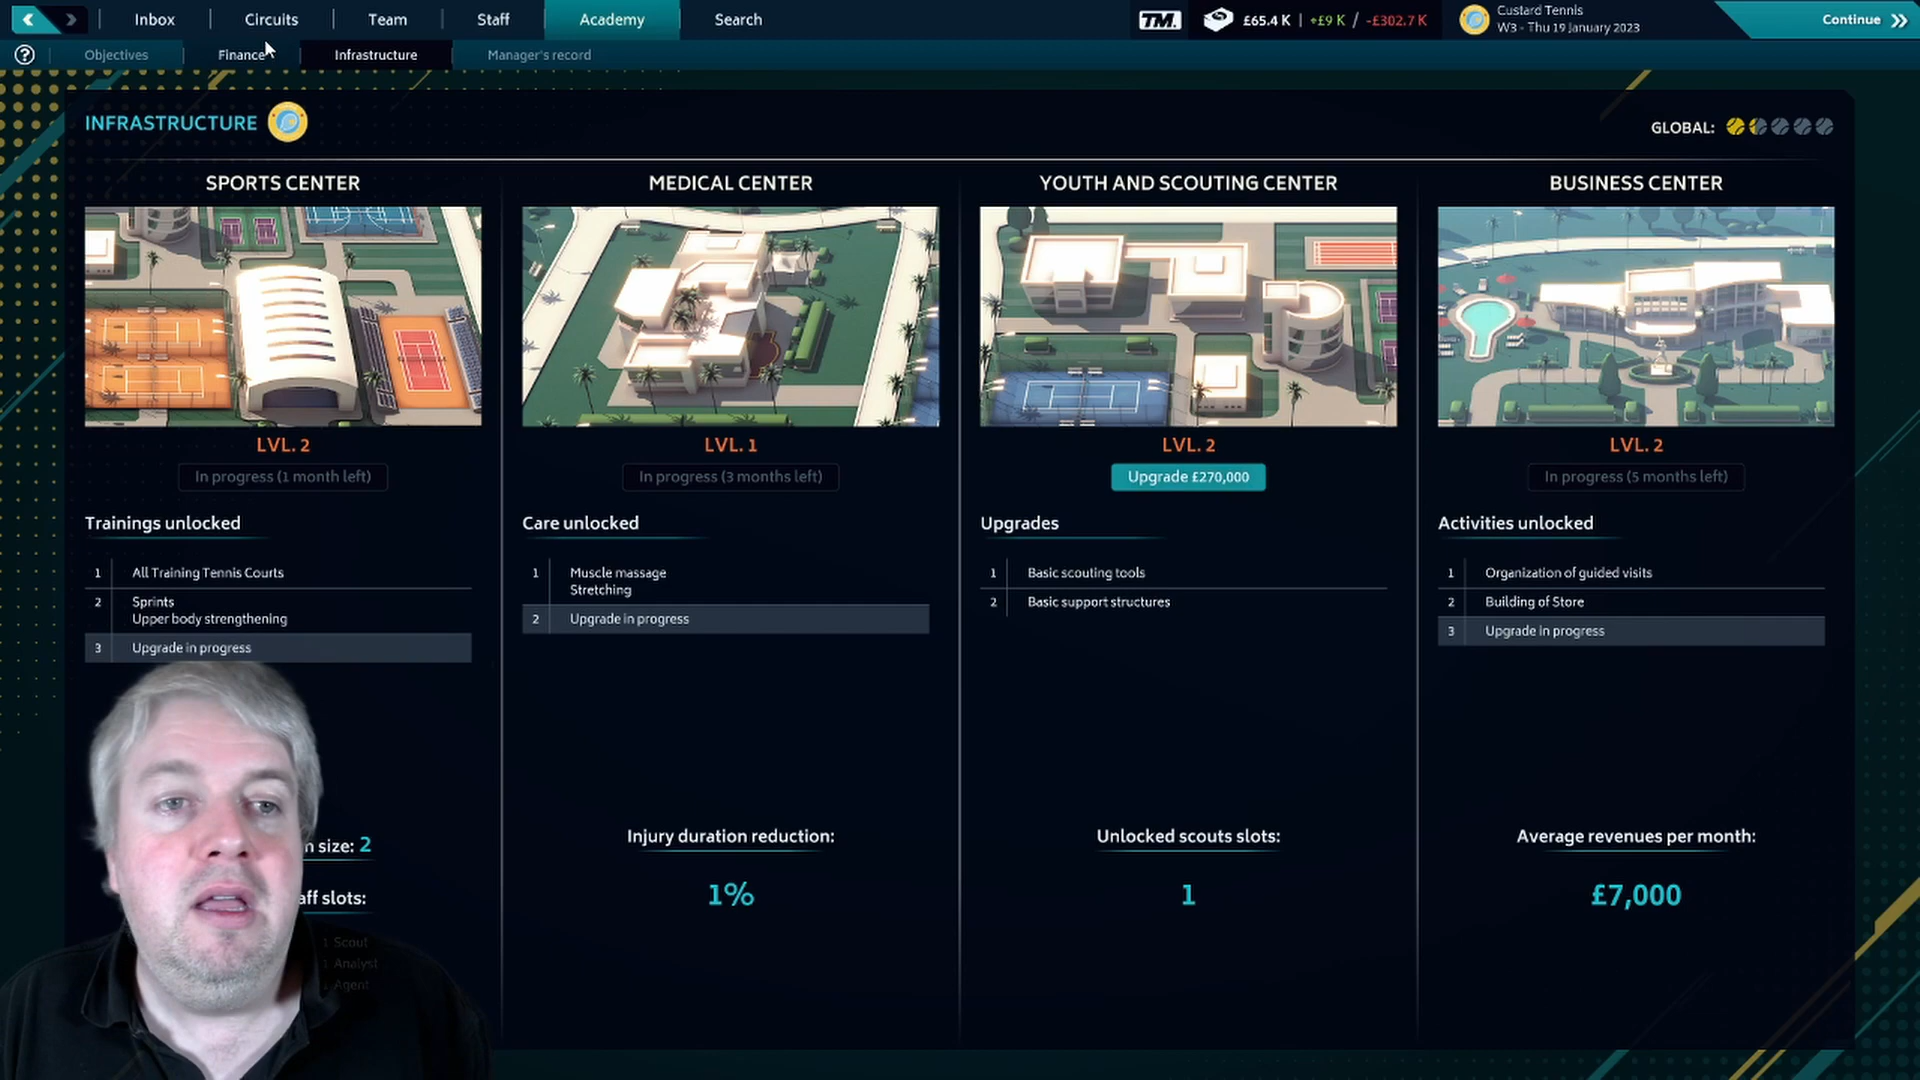 Inbox
Circuits
Team
Staff
Academy
Search
TM.
£65.4 K | +£9 K / -£302.7 K
Custard Tennis
W3 - Thu 19 January 2023
Continue
?
Objectives
Finance
Infrastructure
Manager's record
INFRASTRUCTURE
GLOBAL:
SPORTS CENTER
LVL. 2
In progress (1 month left)
Trainings unlocked
1 All Training Tennis Courts
2 Sprints
Upper body strengthening
3 Upgrade in progress
n size: 2
aff slots:
1 Scout
1 Analyst
1 Agent
MEDICAL CENTER
LVL. 1
In progress (3 months left)
Care unlocked
1 Muscle massage
Stretching
2 Upgrade in progress
Injury duration reduction:
1%
YOUTH AND SCOUTING CENTER
LVL. 2
Upgrade £270,000
Upgrades
1 Basic scouting tools
2 Basic support structures
Unlocked scouts slots:
1
BUSINESS CENTER
LVL. 2
In progress (5 months left)
Activities unlocked
1 Organization of guided visits
2 Building of Store
3 Upgrade in progress
Average revenues per month:
£7,000